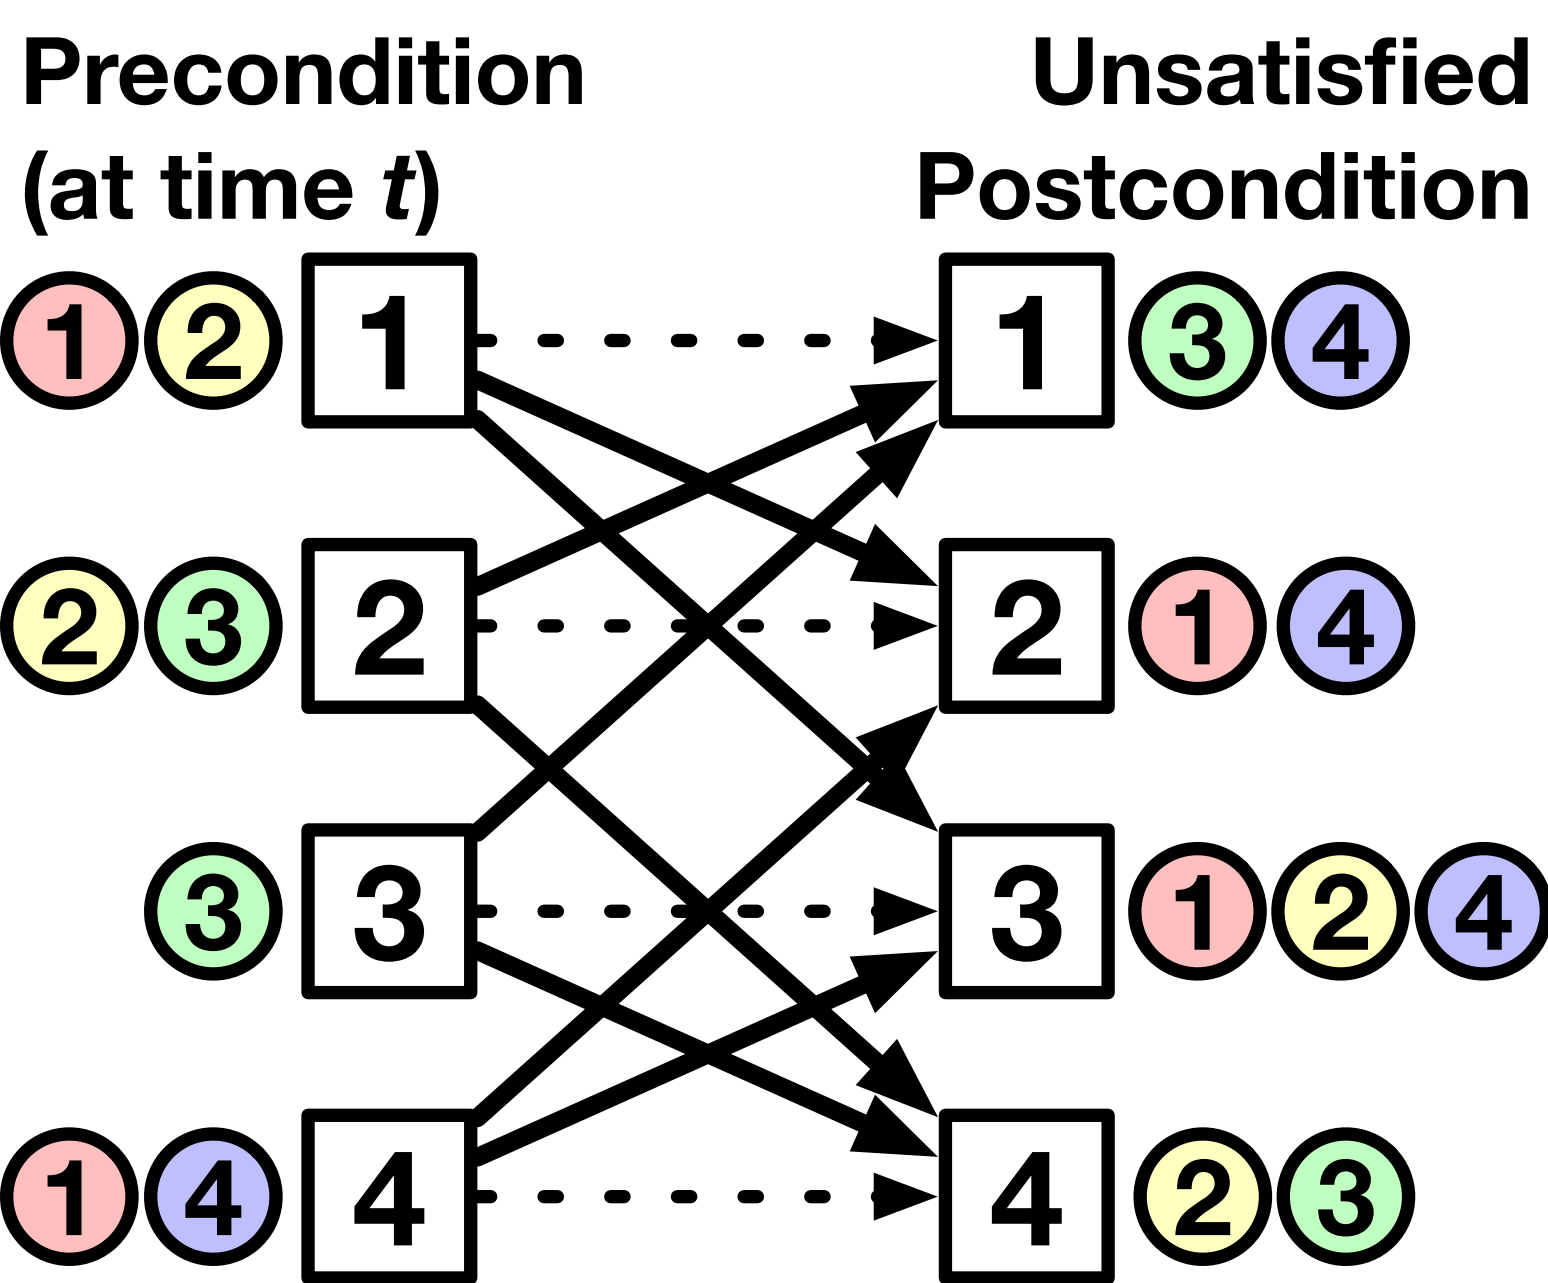 Precondition Unsatisfied
(at time t) Postcondition
1 2 1 1 3 4
2 3 2 2 1 4
3 3 3 1 2 4
1 4 4 4 2 3